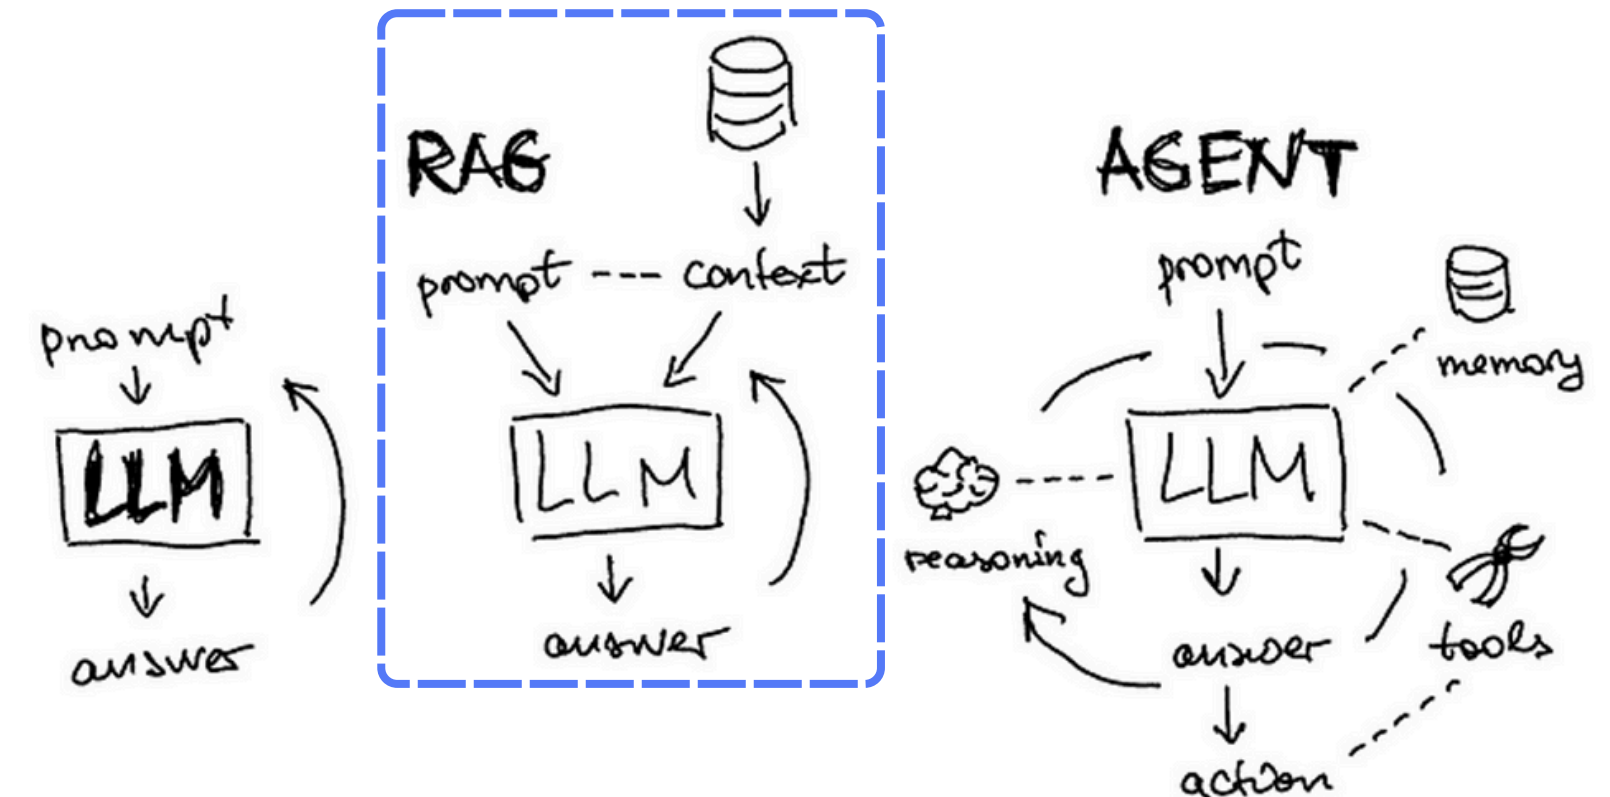 prompt
LLM
answer
RAG
prompt --- context
LLM
answer
AGENT
prompt
memory
LLM
reasoning
answer
tools
action